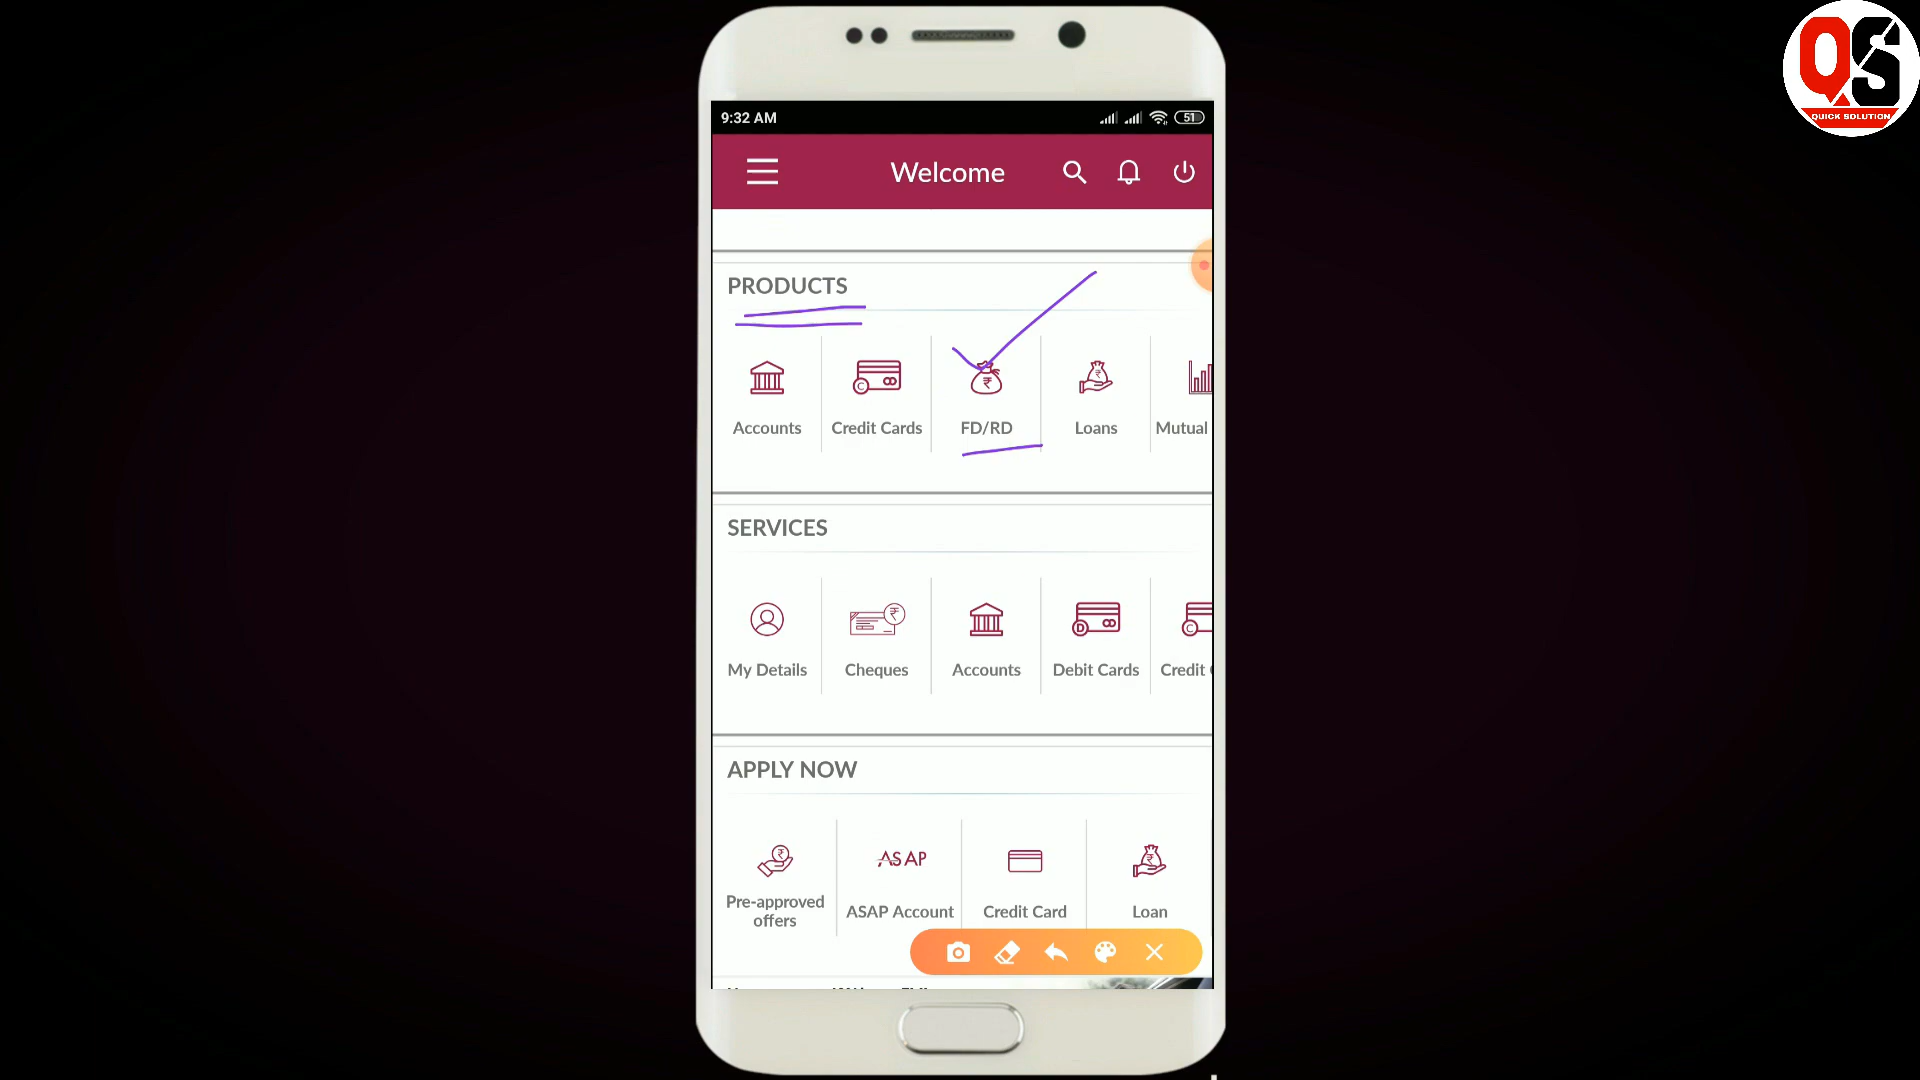 QS
QUICK SOLUTION
9:32 AM
51
Welcome
PRODUCTS
Accounts
Credit Cards
FD/RD
Loans
Mutual
SERVICES
My Details
Cheques
Accounts
Debit Cards
Credit
APPLY NOW
Pre-approved
offers
ASAP
ASAP Account
Credit Card
Loan